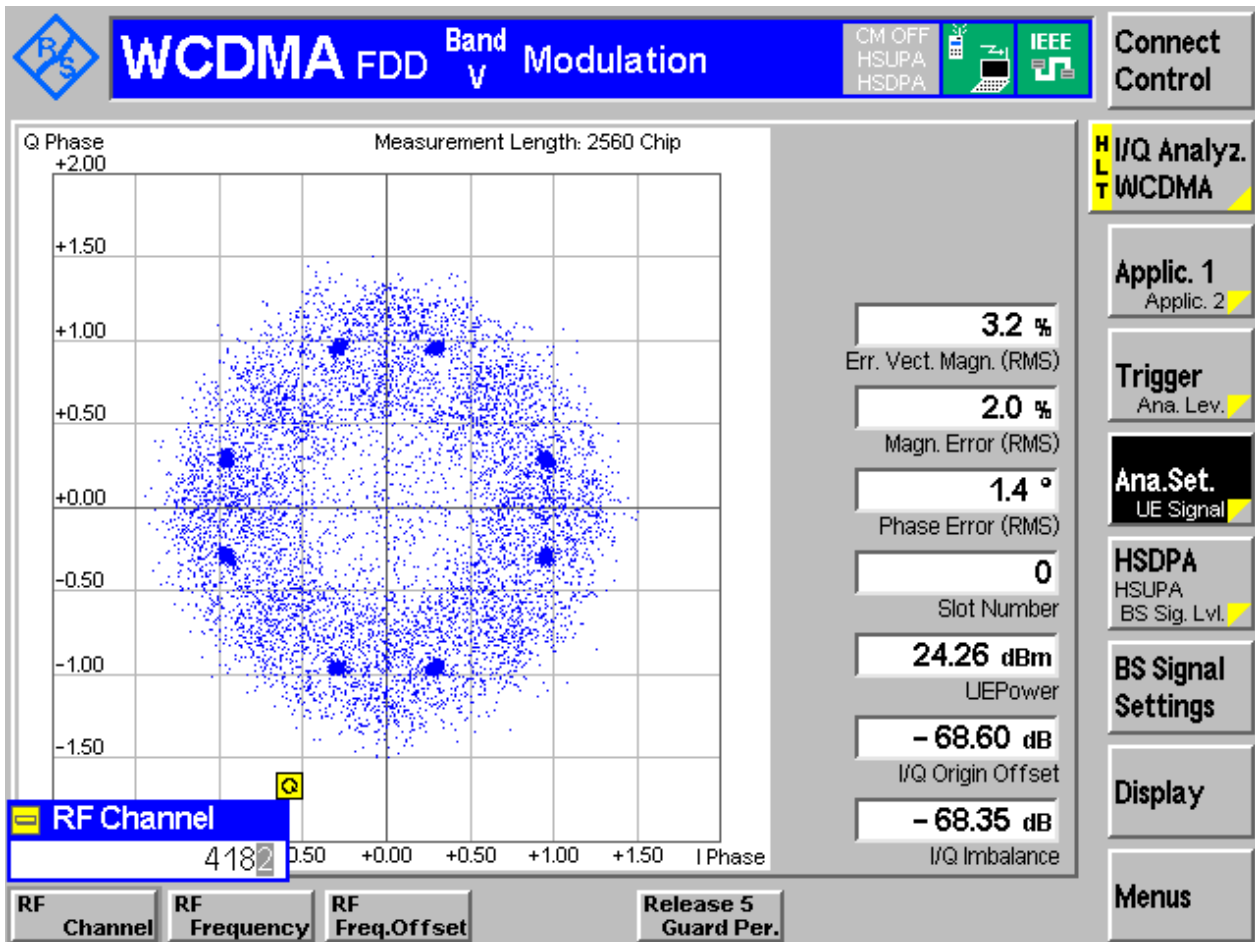 R&S
WCDMA FDD Band V Modulation
CM OFF
HSUPA
HSDPA
IEEE
Connect Control
Q Phase
Measurement Length: 2560 Chip
+2.00
+1.50
+1.00
+0.50
+0.00
-0.50
-1.00
-1.50
3.2 %
Err. Vect. Magn. (RMS)
2.0 %
Magn. Error (RMS)
1.4 °
Phase Error (RMS)
0
Slot Number
24.26 dBm
UEPower
-68.60 dB
I/Q Origin Offset
-68.35 dB
I/Q Imbalance
Q
RF Channel
4182
0.50 +0.00 +0.50 +1.00 +1.50 I Phase
HLT
I/Q Analyz.
WCDMA
Applic. 1
Applic. 2
Trigger
Ana. Lev.
Ana.Set.
UE Signal
HSDPA
HSUPA
BS Sig. Lvl.
BS Signal
Settings
Display
Menus
RF Channel
RF Frequency
RF Freq.Offset
Release 5 Guard Per.